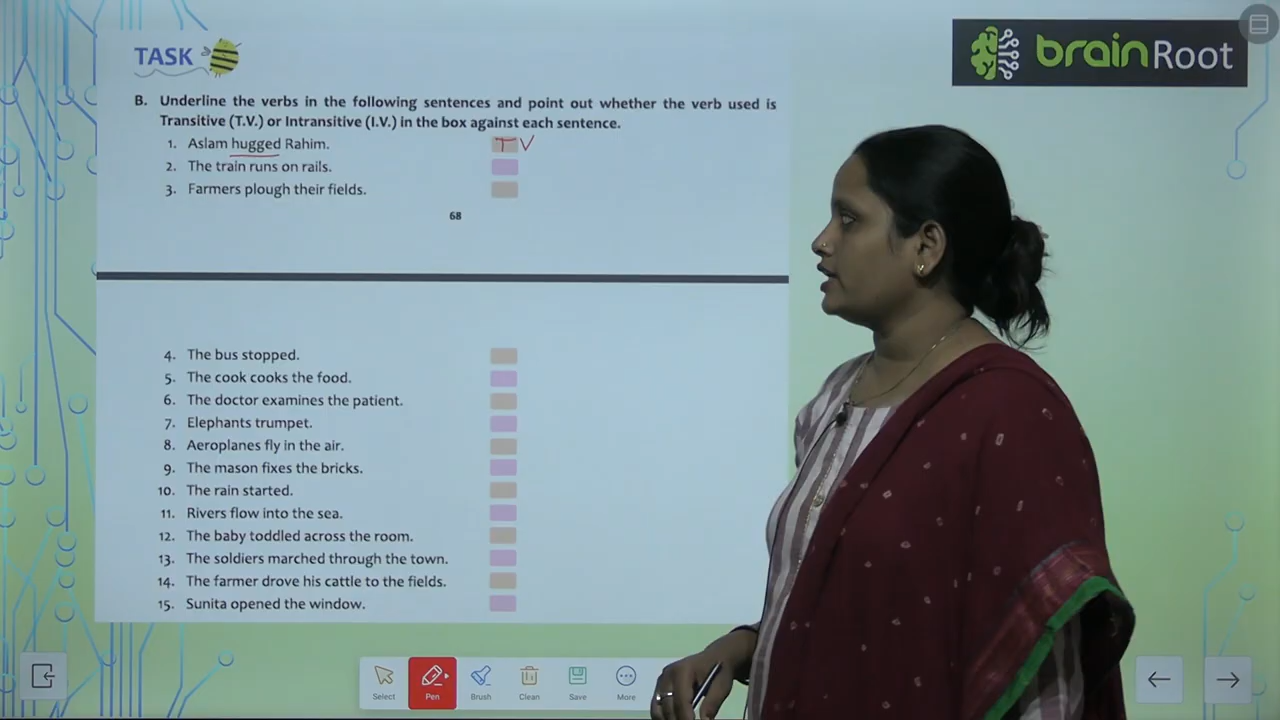 TASK
brainRoot
B. Underline the verbs in the following sentences and point out whether the verb used is
Transitive (T.V.) or Intransitive (I.V.) in the box against each sentence.
1. Aslam hugged Rahim. TV
2. The train runs on rails.
3. Farmers plough their fields.
68
4. The bus stopped.
5. The cook cooks the food.
6. The doctor examines the patient.
7. Elephants trumpet.
8. Aeroplanes fly in the air.
9. The mason fixes the bricks.
10. The rain started.
11. Rivers flow into the sea.
12. The baby toddled across the room.
13. The soldiers marched through the town.
14. The farmer drove his cattle to the fields.
15. Sunita opened the window.
Select Pen Brush Clean Save More